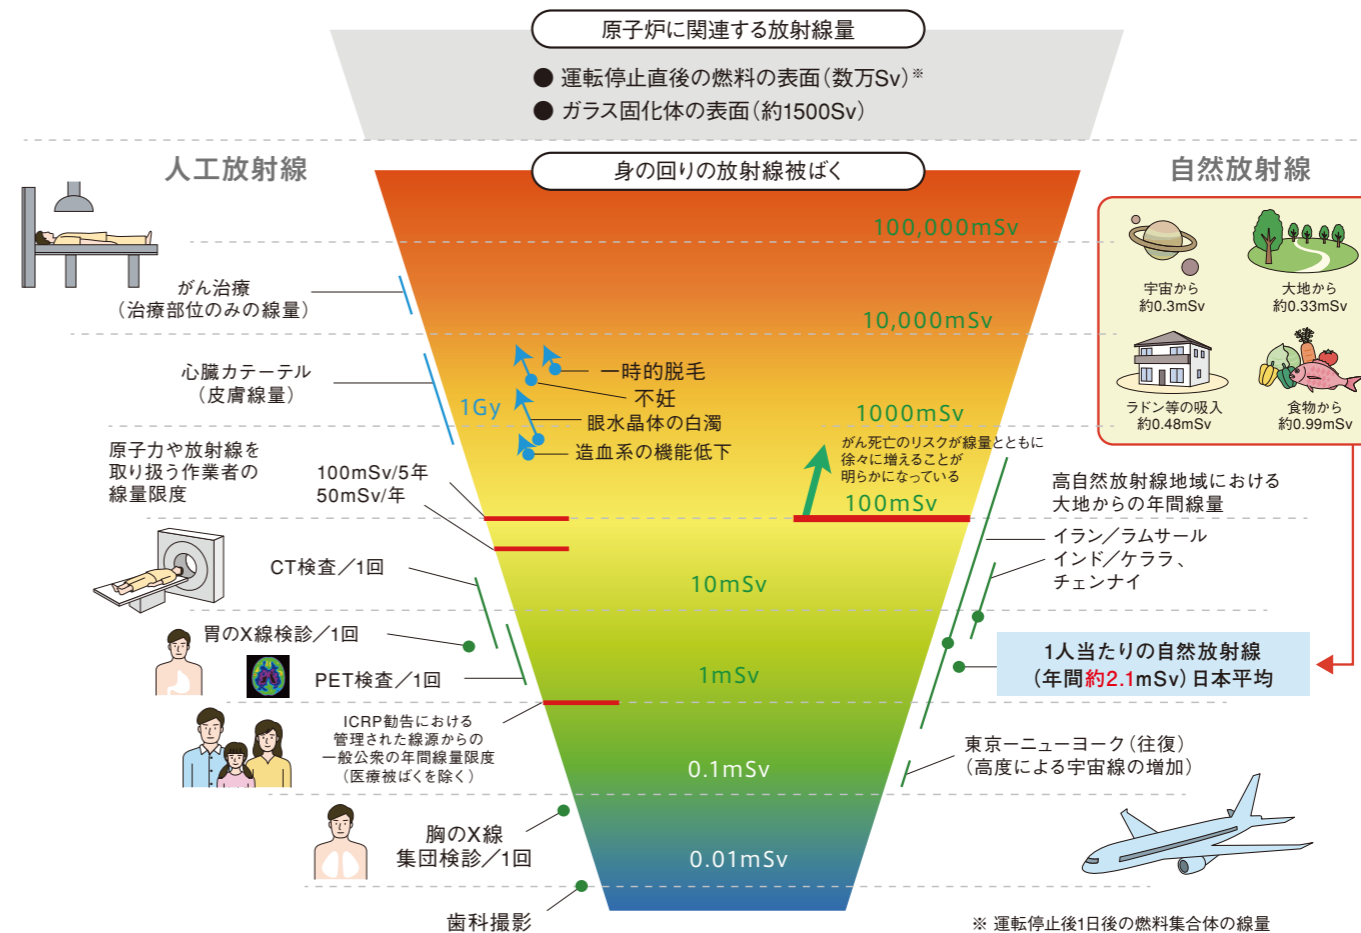 原子炉に関連する放射線量
● 運転停止直後の燃料の表面(数万Sv)※
● ガラス固化体の表面(約1500Sv)
人工放射線
身の回りの放射線被ばく
自然放射線
100,000mSv
10,000mSv
1000mSv
100mSv
10mSv
1mSv
0.1mSv
0.01mSv
がん治療
(治療部位のみの線量)
心臓カテーテル
(皮膚線量)
原子力や放射線を
取り扱う作業者の
線量限度
100mSv/5年
50mSv/年
CT検査/1回
胃のX線検診/1回
PET検査/1回
ICRP勧告における
管理された線源からの
一般公衆の年間線量限度
(医療被ばくを除く)
胸のX線
集団検診/1回
歯科撮影
1Gy
一時的脱毛
不妊
眼水晶体の白濁
造血系の機能低下
がん死亡のリスクが線量とともに
徐々に増えることが
明らかになっている
宇宙から
約0.3mSv
大地から
約0.33mSv
ラドン等の吸入
約0.48mSv
食物から
約0.99mSv
高自然放射線地域における
大地からの年間線量
イラン/ラムサール
インド/ケララ、
チェンナイ
1人当たりの自然放射線
(年間約2.1mSv)日本平均
東京ーニューヨーク(往復)
(高度による宇宙線の増加)
※ 運転停止後1日後の燃料集合体の線量